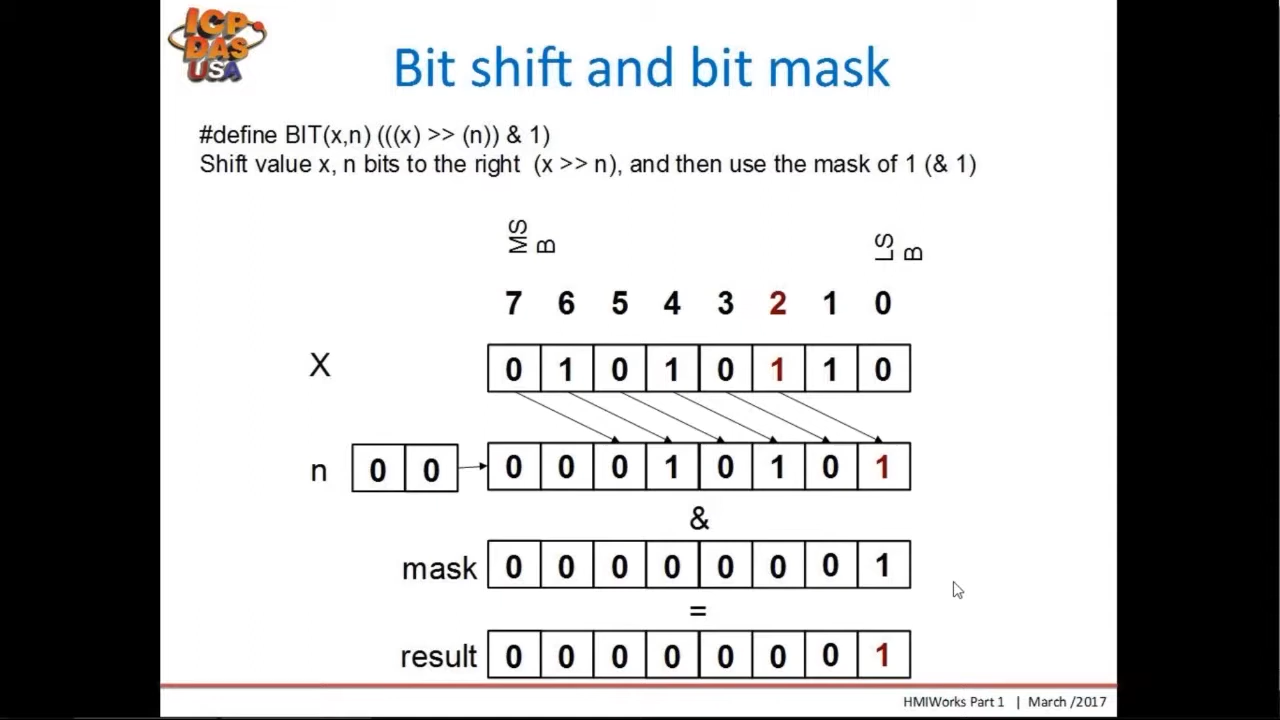 ICP
DAS
USA
Bit shift and bit mask
#define BIT(x,n) (((x) >> (n)) & 1)
Shift value x, n bits to the right  (x >> n), and then use the mask of 1 (& 1)
MS
B
LS
B
7 6 5 4 3 2 1 0
X 0 1 0 1 0 1 1 0
n 0 0 0 0 0 1 0 1 0 1
&
mask 0 0 0 0 0 0 0 1
=
result 0 0 0 0 0 0 0 1
HMIWorks Part 1 | March /2017